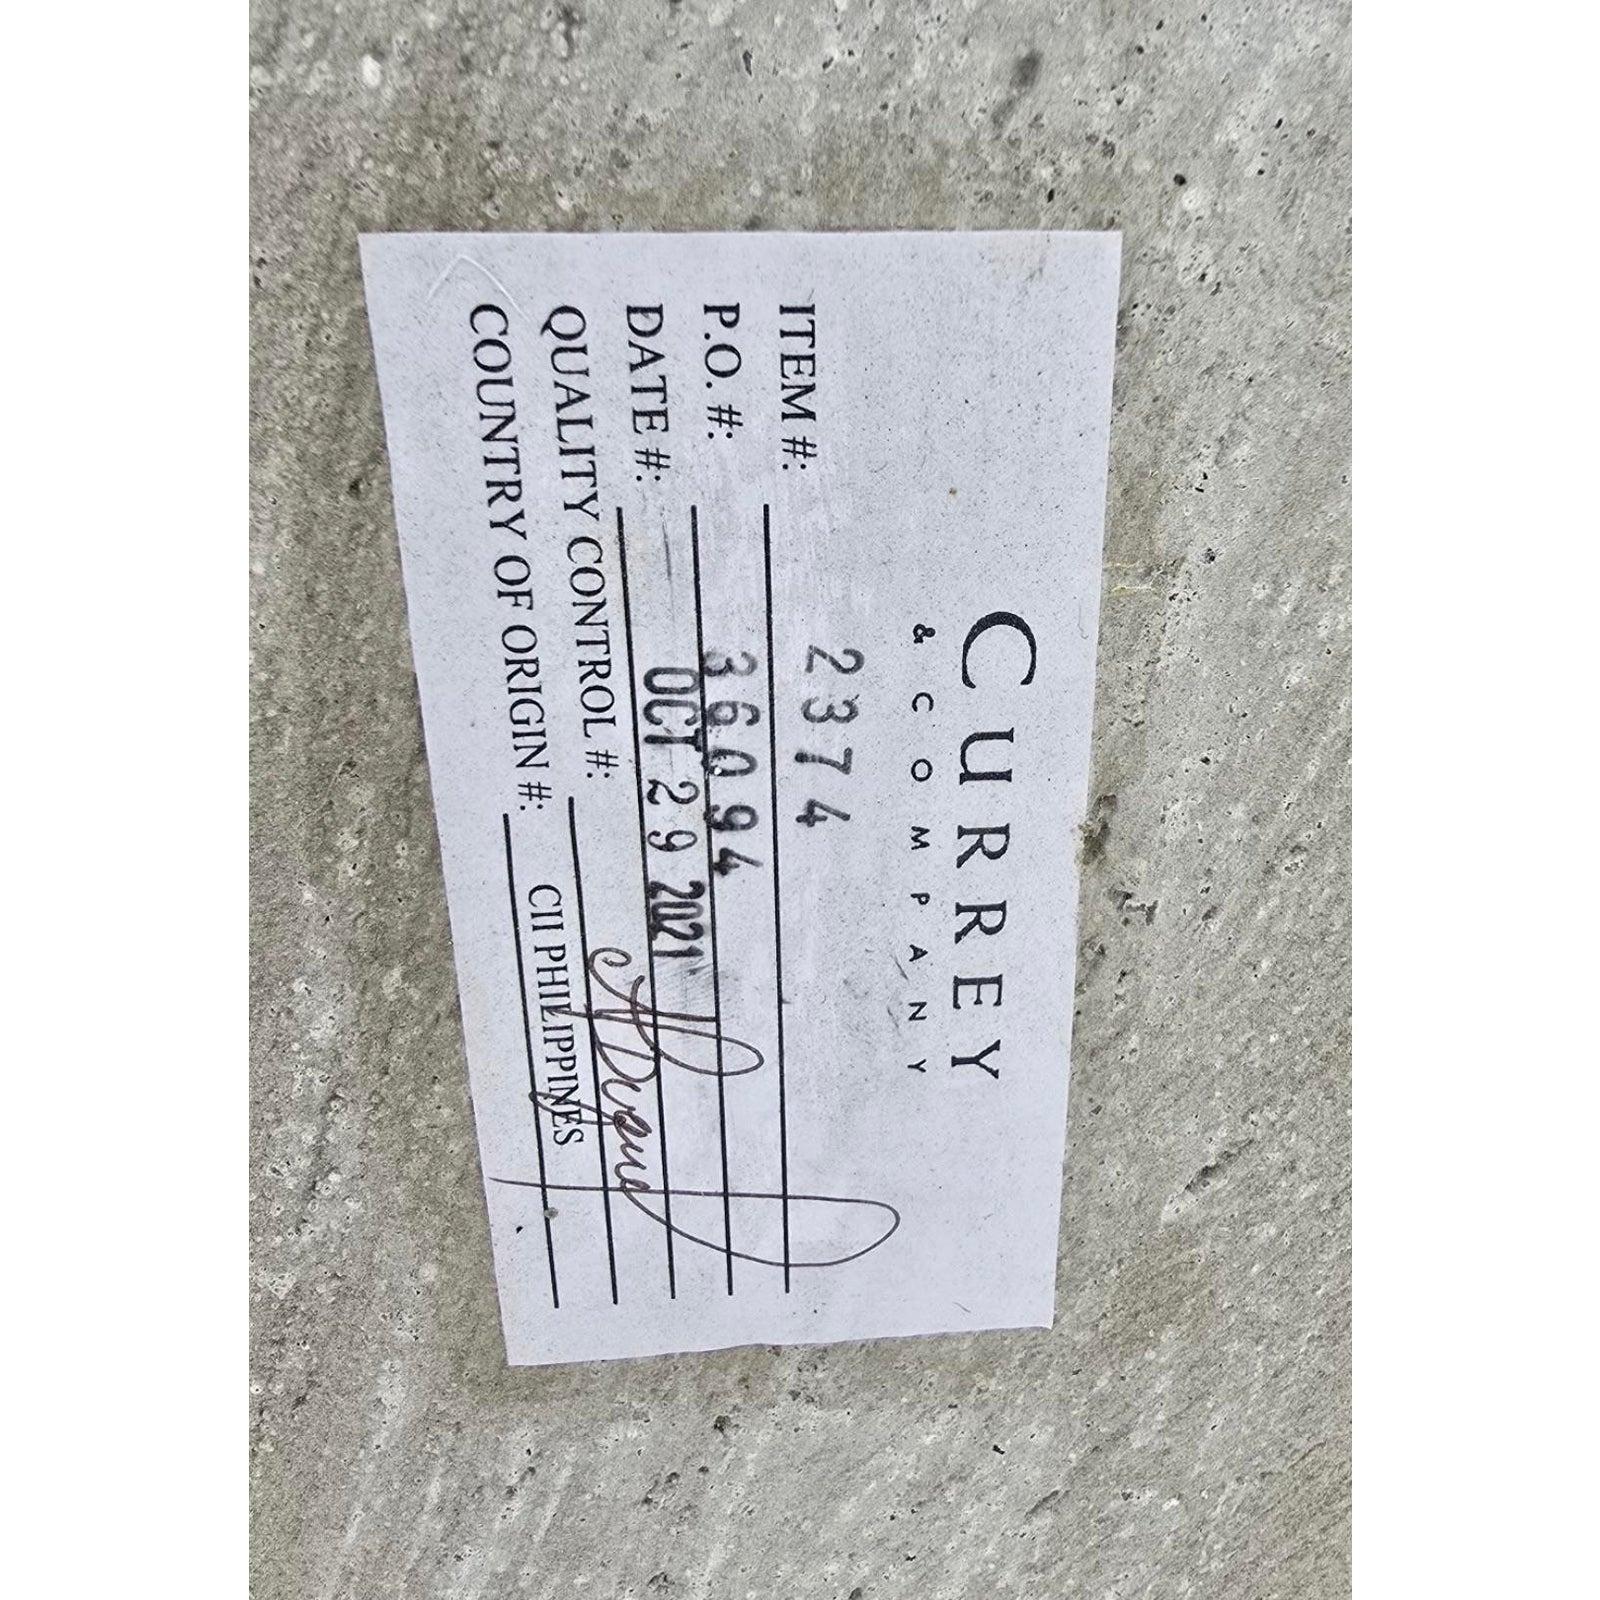 CURREY
& COMPANY
ITEM #: 2374
P.O. #: 36094
DATE #: OCT 29 2021
QUALITY CONTROL #:
COUNTRY OF ORIGIN #: CII PHILIPPINES